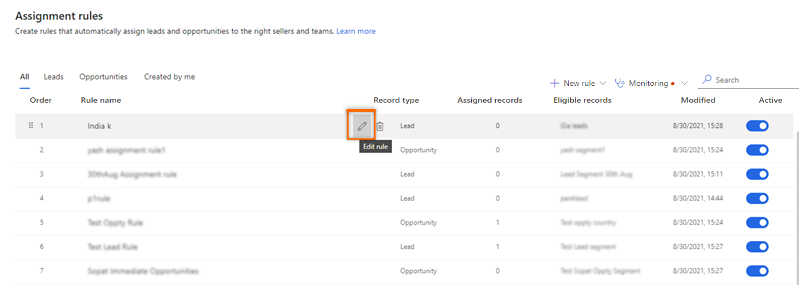 Assignment rules
Create rules that automatically assign leads and opportunities to the right sellers and teams. Learn more
All Leads Opportunities Created by me
New rule Monitoring Search
Order Rule name Record type Assigned records Eligible records Modified Active
1 India k Lead 0 Gia leads 8/30/2021, 15:28
Edit rule
2 yash assignment rule1 Opportunity 0 yash segment1 8/30/2021, 15:24
3 30thAug Assignment rule Lead 0 Lead Segment 30th Aug 8/30/2021, 15:11
4 p1rule Lead 0 8/30/2021, 14:44
5 Test Oppty Rule Opportunity 1 Test oppty country 8/30/2021, 15:24
6 Test Lead Rule Lead 1 Test Lead segment 8/30/2021, 15:27
7 Sopat Immediate Opportunities Opportunity 0 Test Sopat Oppty Segment 8/30/2021, 15:27